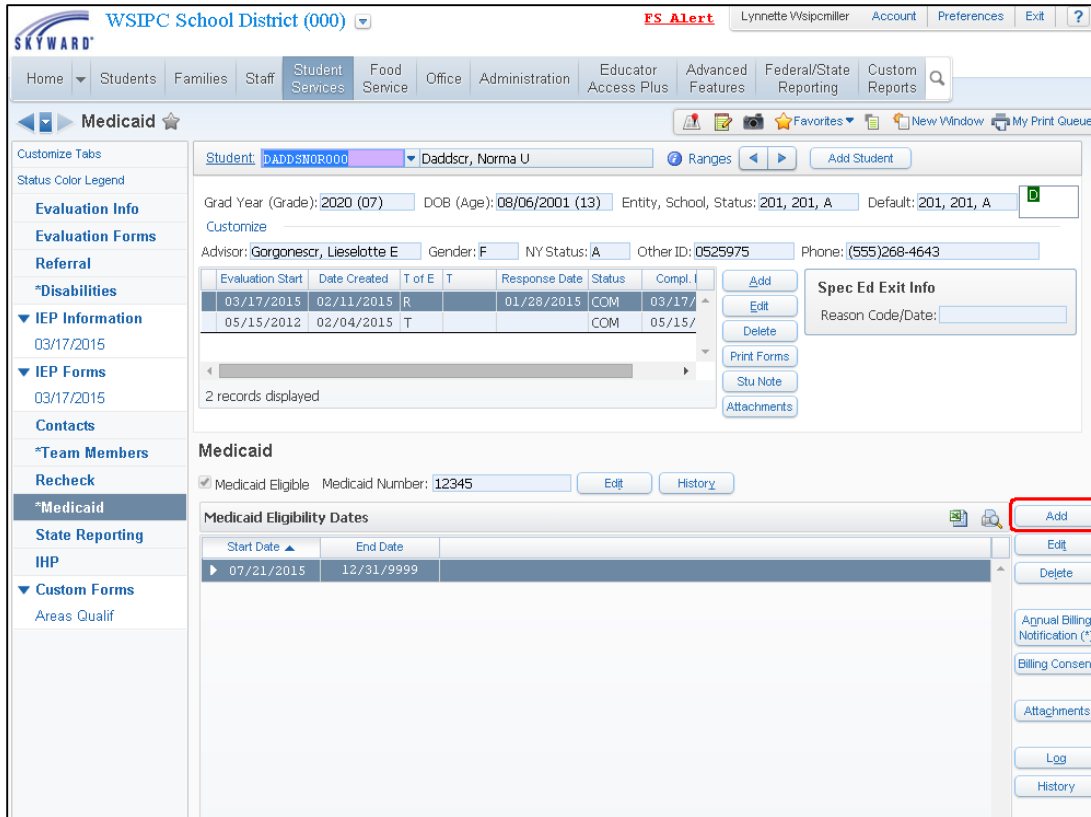 WSIPC School District (000)
FS Alert
Lynnette Wsipcmiller Account Preferences Exit ?
SKYWARD
Home Students Families Staff Student Services Food Service Office Administration Educator Access Plus Advanced Features Federal/State Reporting Custom Reports
Medicaid
Favorites New Window My Print Queue
Customize Tabs
Status Color Legend
Evaluation Info
Evaluation Forms
Referral
*Disabilities
IEP Information
03/17/2015
IEP Forms
03/17/2015
Contacts
*Team Members
Recheck
*Medicaid
State Reporting
IHP
Custom Forms
Areas Qualif
Student: DADDSNOR000 Daddscr, Norma U Ranges Add Student
Grad Year (Grade): 2020 (07) DOB (Age): 08/06/2001 (13) Entity, School, Status: 201, 201, A Default: 201, 201, A D
Customize
Advisor: Gorgonescr, Lieselotte E Gender: F NY Status: A Other ID: 0525975 Phone: (555)268-4643
Evaluation Start Date Created T of E T Response Date Status Compl.
03/17/2015 02/11/2015 R 01/28/2015 COM 03/17/
05/15/2012 02/04/2015 T COM 05/15/
2 records displayed
Add
Edit
Delete
Print Forms
Stu Note
Attachments
Spec Ed Exit Info
Reason Code/Date:
Medicaid
Medicaid Eligible Medicaid Number: 12345 Edit History
Medicaid Eligibility Dates
Start Date End Date
07/21/2015 12/31/9999
Add
Edit
Delete
Annual Billing
Notification (*)
Billing Consen
Attachments
Log
History